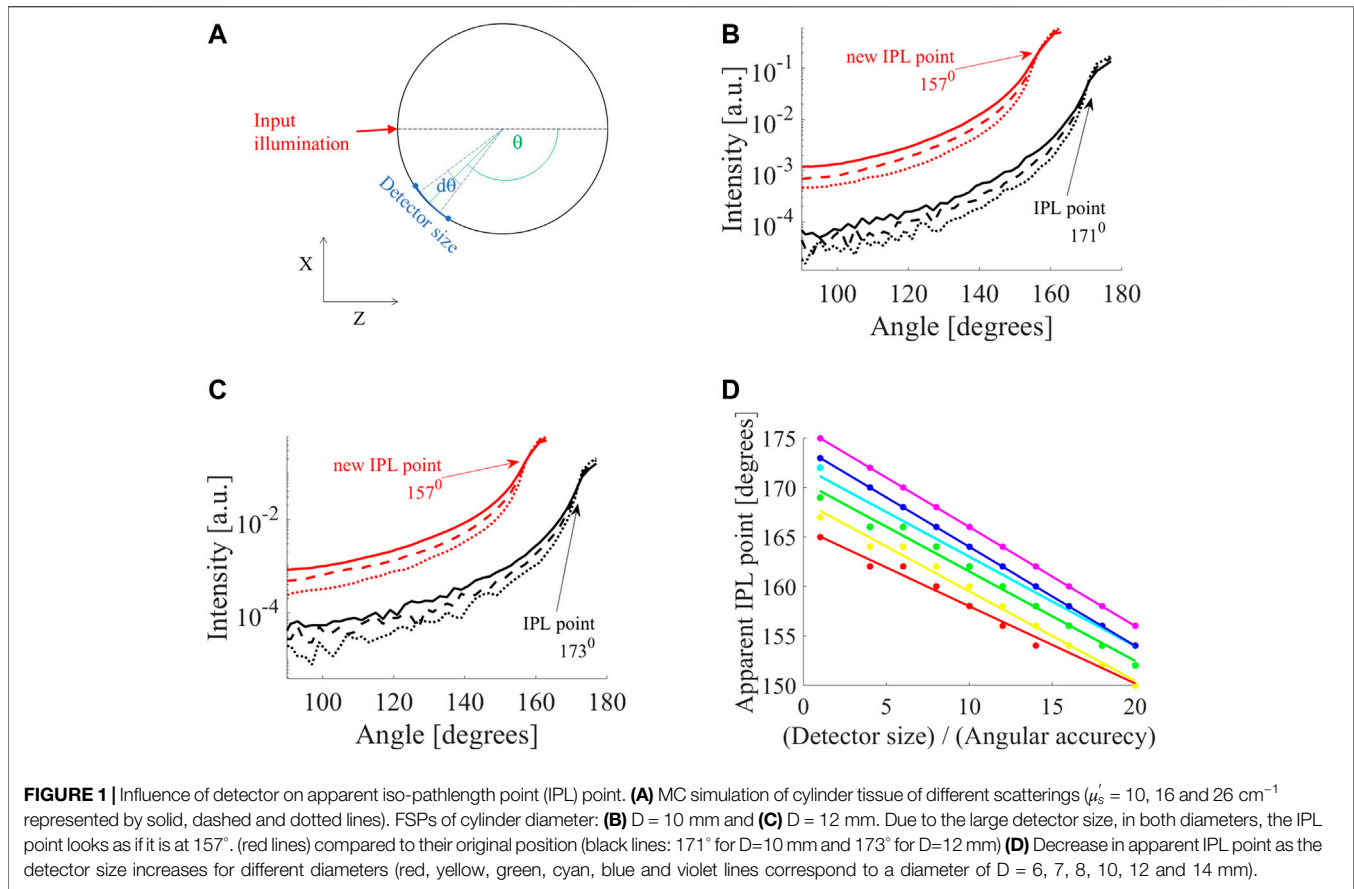 A
Input
illumination
θ
dθ
Detector size
X
Z
B
Intensity [a.u.]
10⁻¹
10⁻²
10⁻³
10⁻⁴
new IPL point
157⁰
IPL point
171⁰
100 120 140 160 180
Angle [degrees]
C
Intensity [a.u.]
10⁻²
10⁻⁴
new IPL point
157⁰
IPL point
173⁰
100 120 140 160 180
Angle [degrees]
D
Apparent IPL point [degrees]
175
170
165
160
155
150
0 5 10 15 20
(Detector size) / (Angular accurecy)
FIGURE 1 | Influence of detector on apparent iso-pathlength point (IPL) point. (A) MC simulation of cylinder tissue of different scatterings (μ′ₛ = 10, 16 and 26 cm⁻¹
represented by solid, dashed and dotted lines). FSPs of cylinder diameter: (B) D = 10 mm and (C) D = 12 mm. Due to the large detector size, in both diameters, the IPL
point looks as if it is at 157°. (red lines) compared to their original position (black lines: 171° for D=10 mm and 173° for D=12 mm) (D) Decrease in apparent IPL point as the
detector size increases for different diameters (red, yellow, green, cyan, blue and violet lines correspond to a diameter of D = 6, 7, 8, 10, 12 and 14 mm).